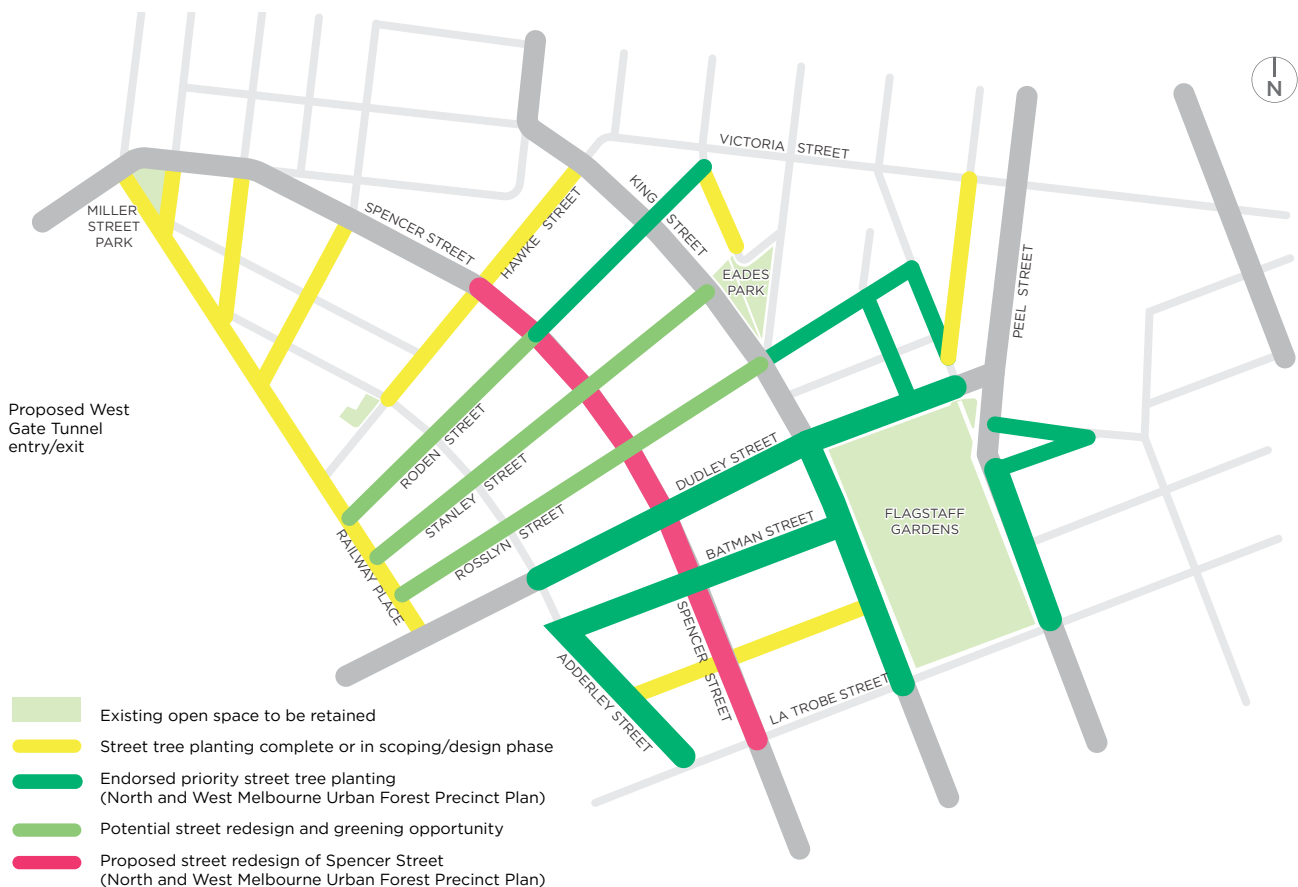 N
VICTORIA STREET
KING STREET
HAWKE STREET
SPENCER STREET
MILLER
STREET
PARK
EADES
PARK
PEEL STREET
Proposed West
Gate Tunnel
entry/exit
RODEN STREET
STANLEY STREET
ROSSLYN STREET
RAILWAY PLACE
DUDLEY STREET
BATMAN STREET
FLAGSTAFF
GARDENS
SPENCER STREET
ADDERLEY STREET
LA TROBE STREET
Existing open space to be retained
Street tree planting complete or in scoping/design phase
Endorsed priority street tree planting
(North and West Melbourne Urban Forest Precinct Plan)
Potential street redesign and greening opportunity
Proposed street redesign of Spencer Street
(North and West Melbourne Urban Forest Precinct Plan)